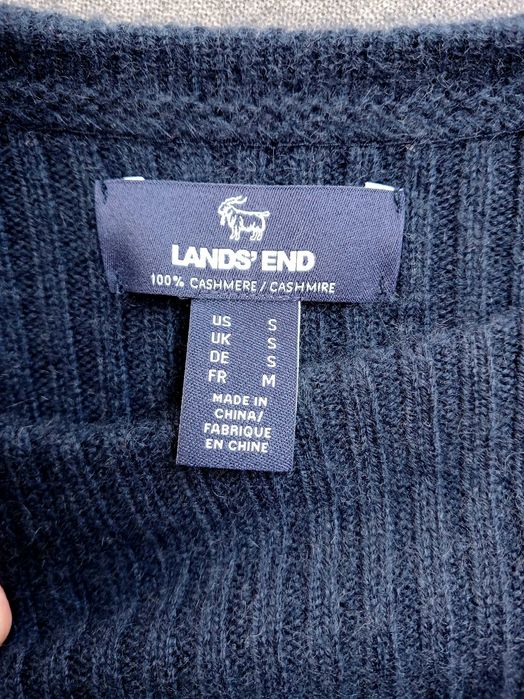 LANDS' END
100% CASHMERE / CASHMIRE
US S
UK S
DE S
FR M
MADE IN
CHINA/
FABRIQUE
EN CHINE